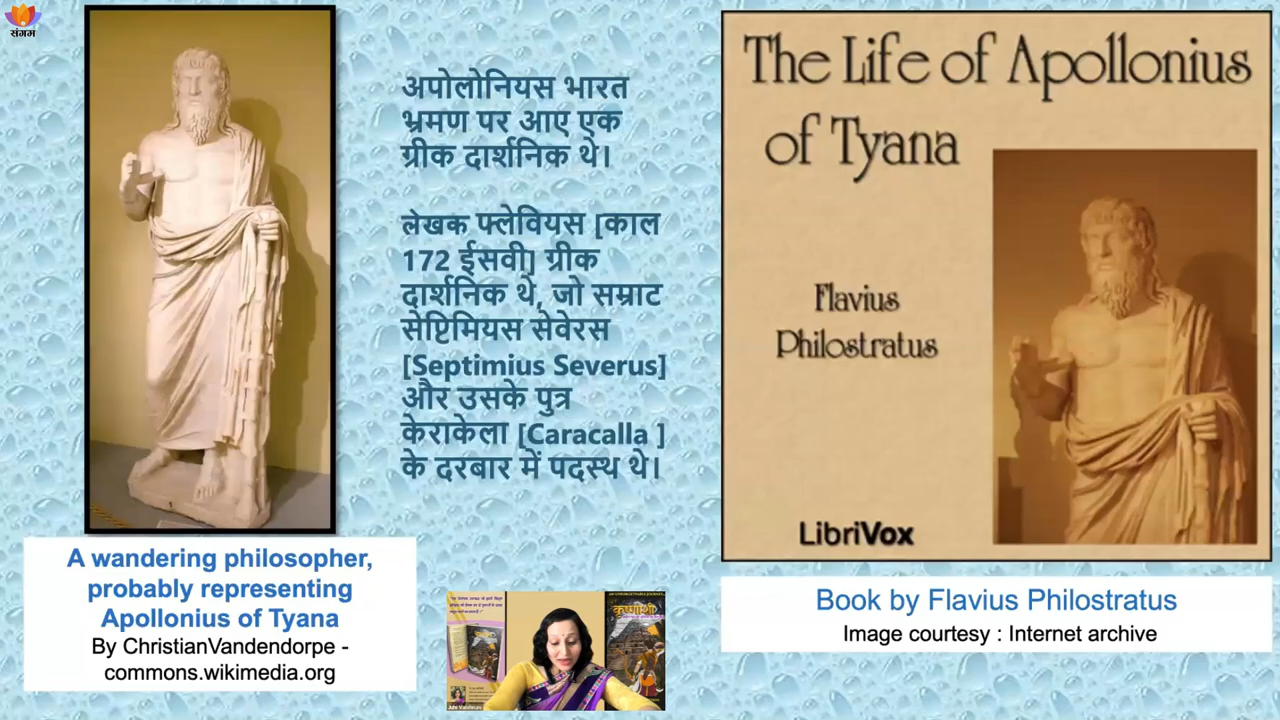 संगम
अपोलोनियस भारत
भ्रमण पर आए एक
ग्रीक दार्शनिक थे।
लेखक फ्लेवियस [काल
172 ईसवी] ग्रीक
दार्शनिक थे, जो सम्राट
सेप्टिमियस सेवेरस
[Septimius Severus]
और उसके पुत्र
केराकेला [Caracalla ]
के दरबार में पदस्थ थे।
A wandering philosopher,
probably representing
Apollonius of Tyana
By ChristianVandendorpe -
commons.wikimedia.org
The Life of Apollonius
of Tyana
Flavius
Philostratus
LibriVox
Book by Flavius Philostratus
Image courtesy : Internet archive
कृष्णांशी